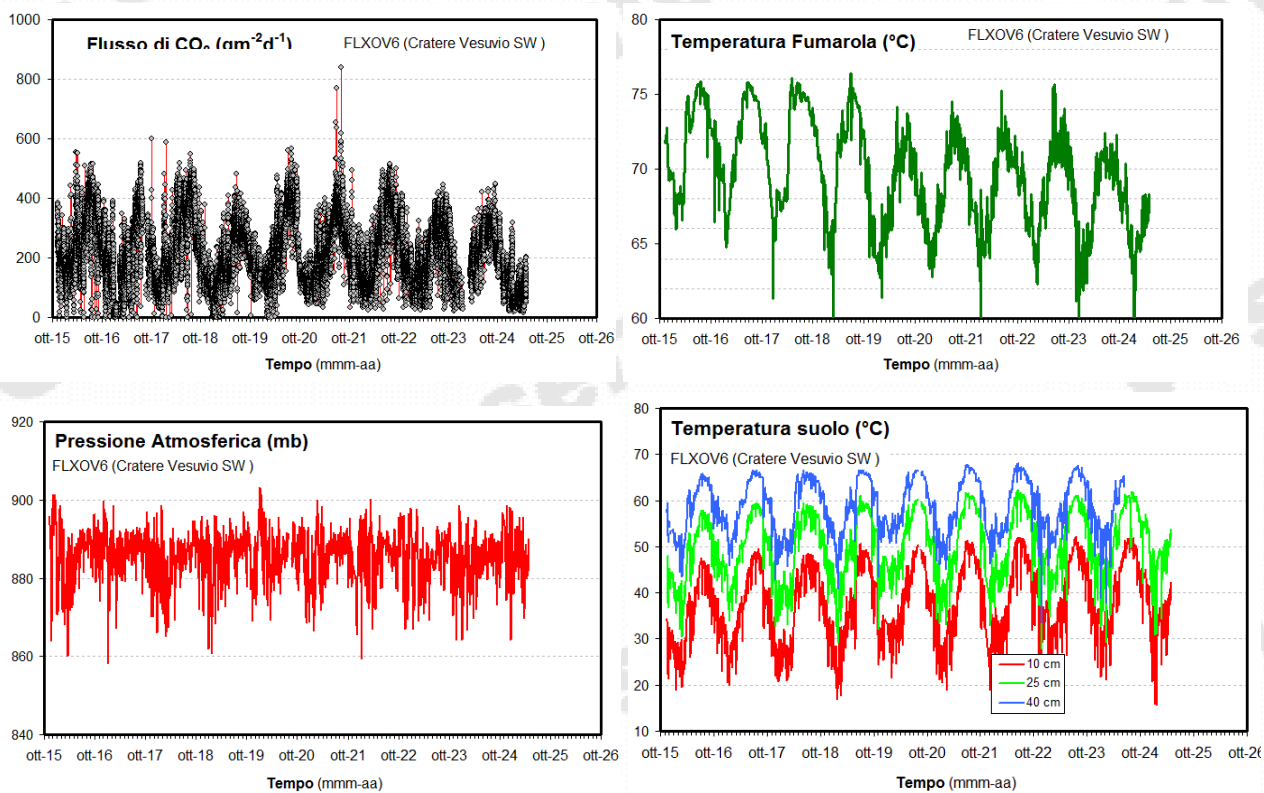 1000
800
600
400
200
0
Flusso di CO₂ (gm-2d-1)
FLXOV6 (Cratere Vesuvio SW )
ott-15 ott-16 ott-17 ott-18 ott-19 ott-20 ott-21 ott-22 ott-23 ott-24 ott-25 ott-26
Tempo (mmm-aa)
80
75
70
65
60
Temperatura Fumarola (°C)
FLXOV6 (Cratere Vesuvio SW )
ott-15 ott-16 ott-17 ott-18 ott-19 ott-20 ott-21 ott-22 ott-23 ott-24 ott-25 ott-26
Tempo (mmm-aa)
920
900
880
860
840
Pressione Atmosferica (mb)
FLXOV6 (Cratere Vesuvio SW )
ott-15 ott-16 ott-17 ott-18 ott-19 ott-20 ott-21 ott-22 ott-23 ott-24 ott-25 ott-26
Tempo (mmm-aa)
80
70
60
50
40
30
20
10
Temperatura suolo (°C)
FLXOV6 (Cratere Vesuvio SW )
10 cm
25 cm
40 cm
ott-15 ott-16 ott-17 ott-18 ott-19 ott-20 ott-21 ott-22 ott-23 ott-24 ott-25 ott-26
Tempo (mmm-aa)